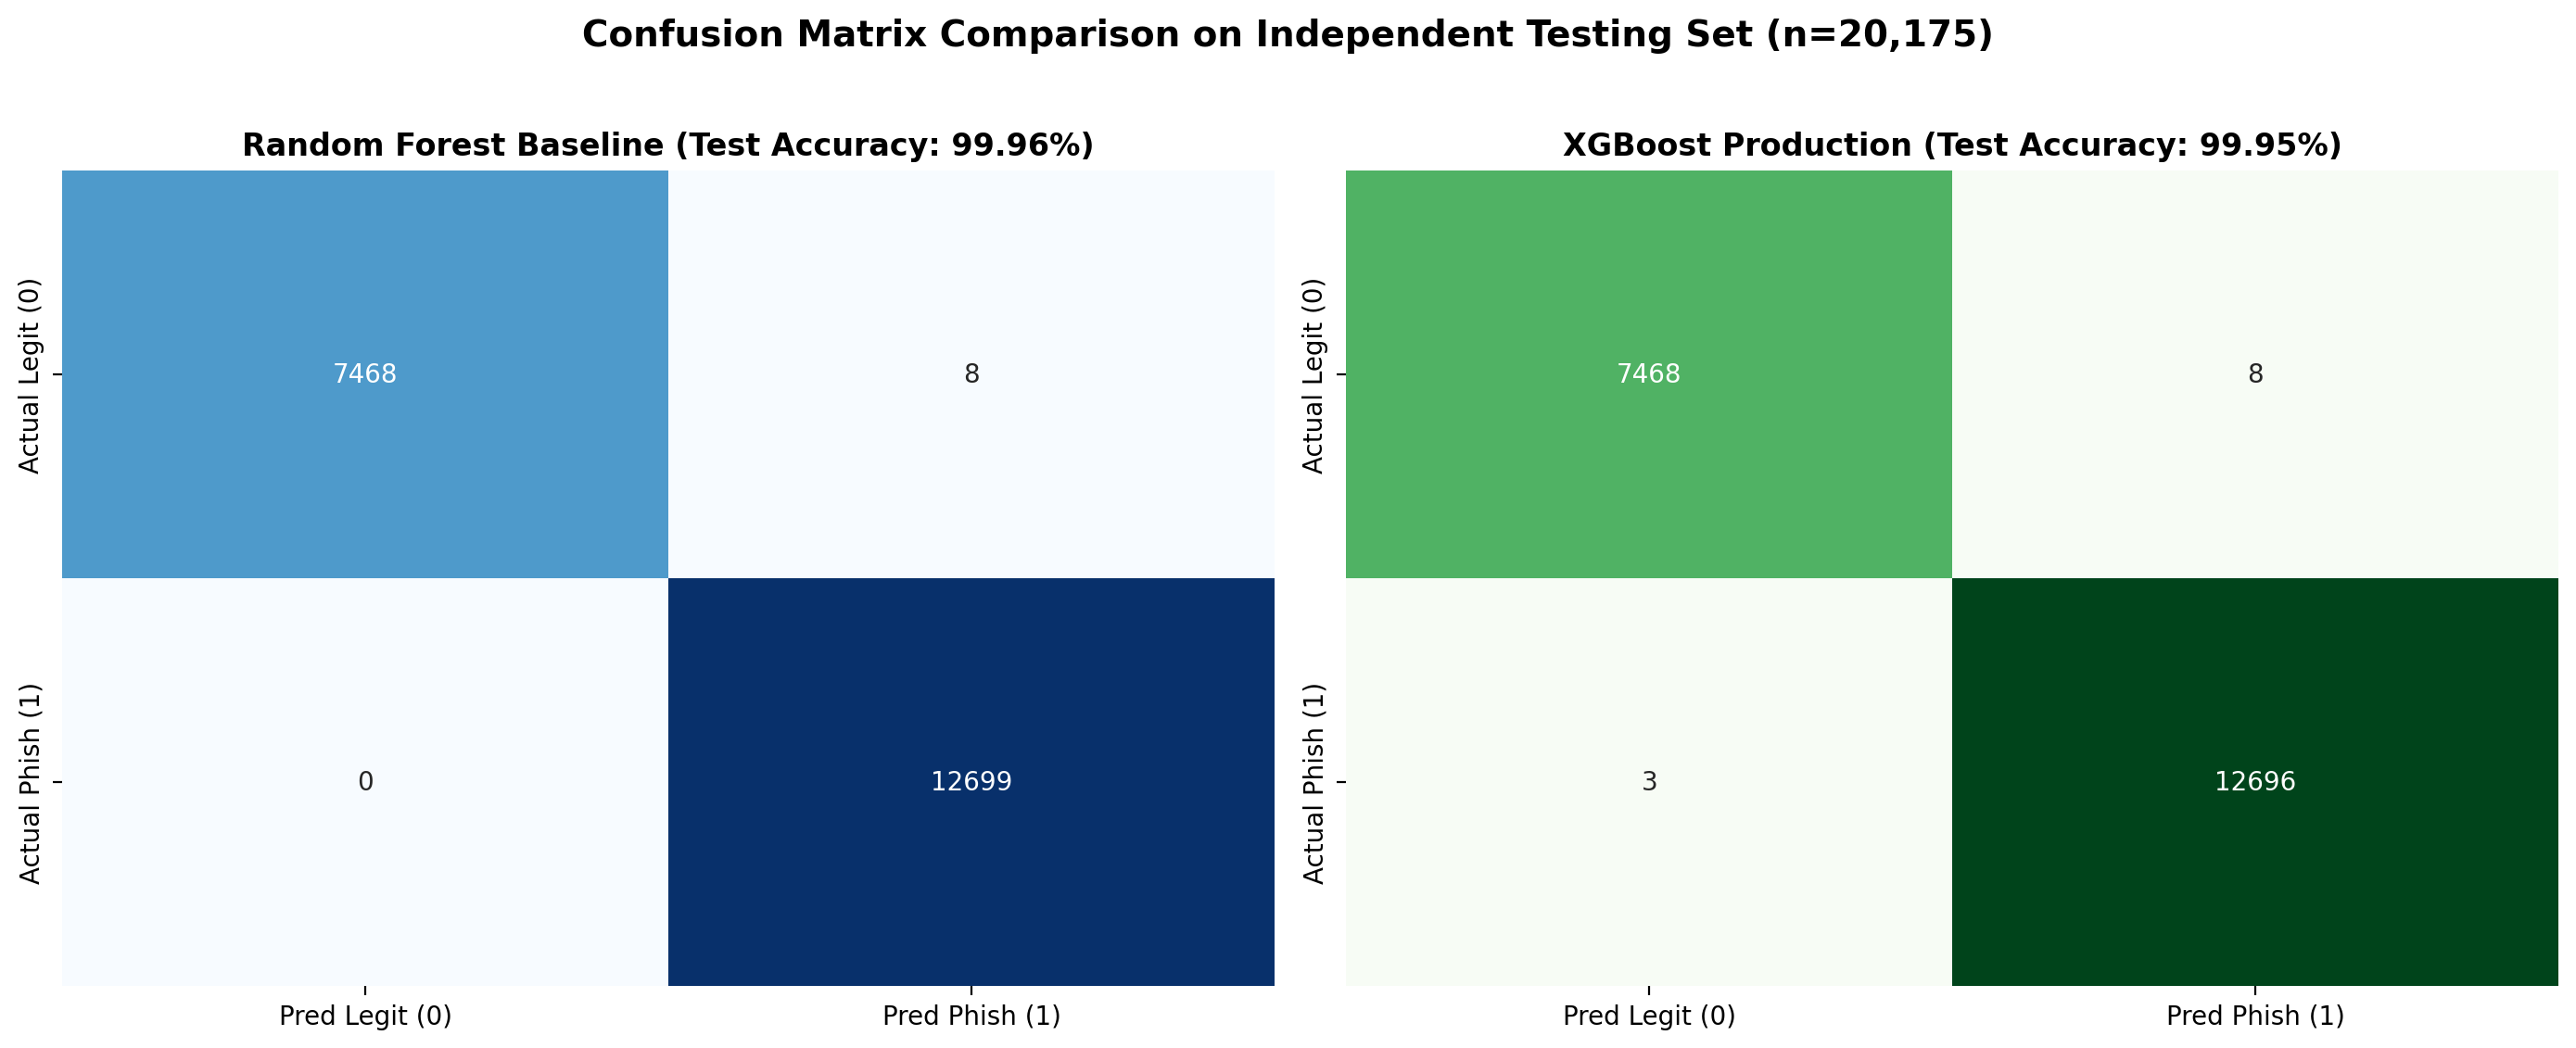 Confusion Matrix Comparison on Independent Testing Set (n=20,175)
Random Forest Baseline (Test Accuracy: 99.96%)
Actual Legit (0)
7468
8
Actual Phish (1)
0
12699
Pred Legit (0)
Pred Phish (1)
XGBoost Production (Test Accuracy: 99.95%)
Actual Legit (0)
7468
8
Actual Phish (1)
3
12696
Pred Legit (0)
Pred Phish (1)